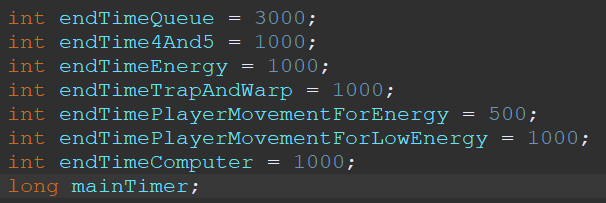 int endTimeQueue = 3000;
int endTime4And5 = 1000;
int endTimeEnergy = 1000;
int endTimeTrapAndWarp = 1000;
int endTimePlayerMovementForEnergy = 500;
int endTimePlayerMovementForLowEnergy = 1000;
int endTimeComputer = 1000;
long mainTimer;